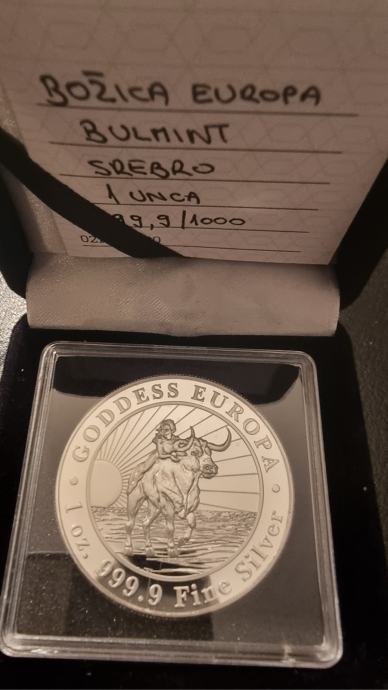 BOŽICA EUROPA
BULMINT
SREBRO
1 UNCA
99,9/1000
GODDESS EUROPA
1 oz. 999.9 Fine Silver